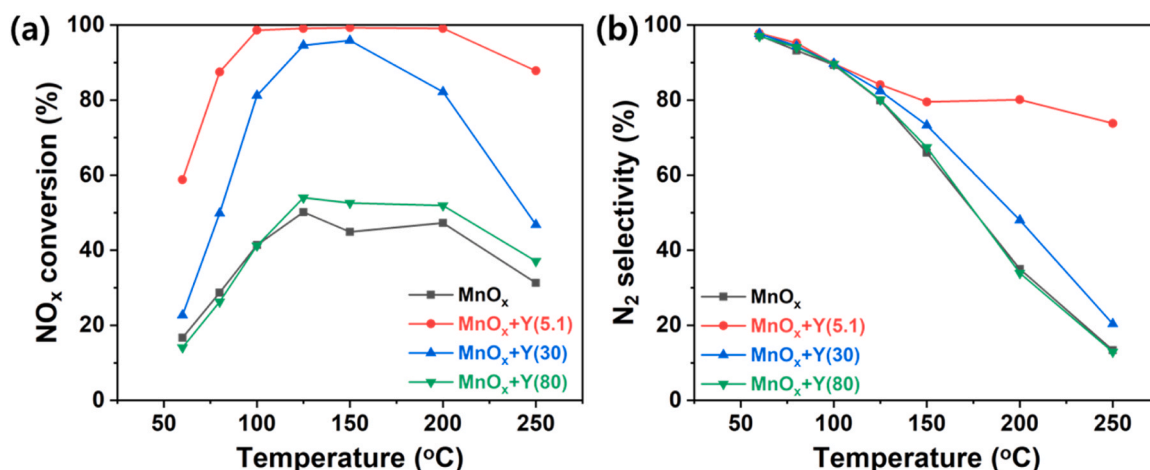 (a)
100
80
60
40
20
0
NOx conversion (%)
50 100 150 200 250
Temperature (oC)
MnOx
MnOx+Y(5.1)
MnOx+Y(30)
MnOx+Y(80)
(b)
100
80
60
40
20
0
N2 selectivity (%)
50 100 150 200 250
Temperature (oC)
MnOx
MnOx+Y(5.1)
MnOx+Y(30)
MnOx+Y(80)